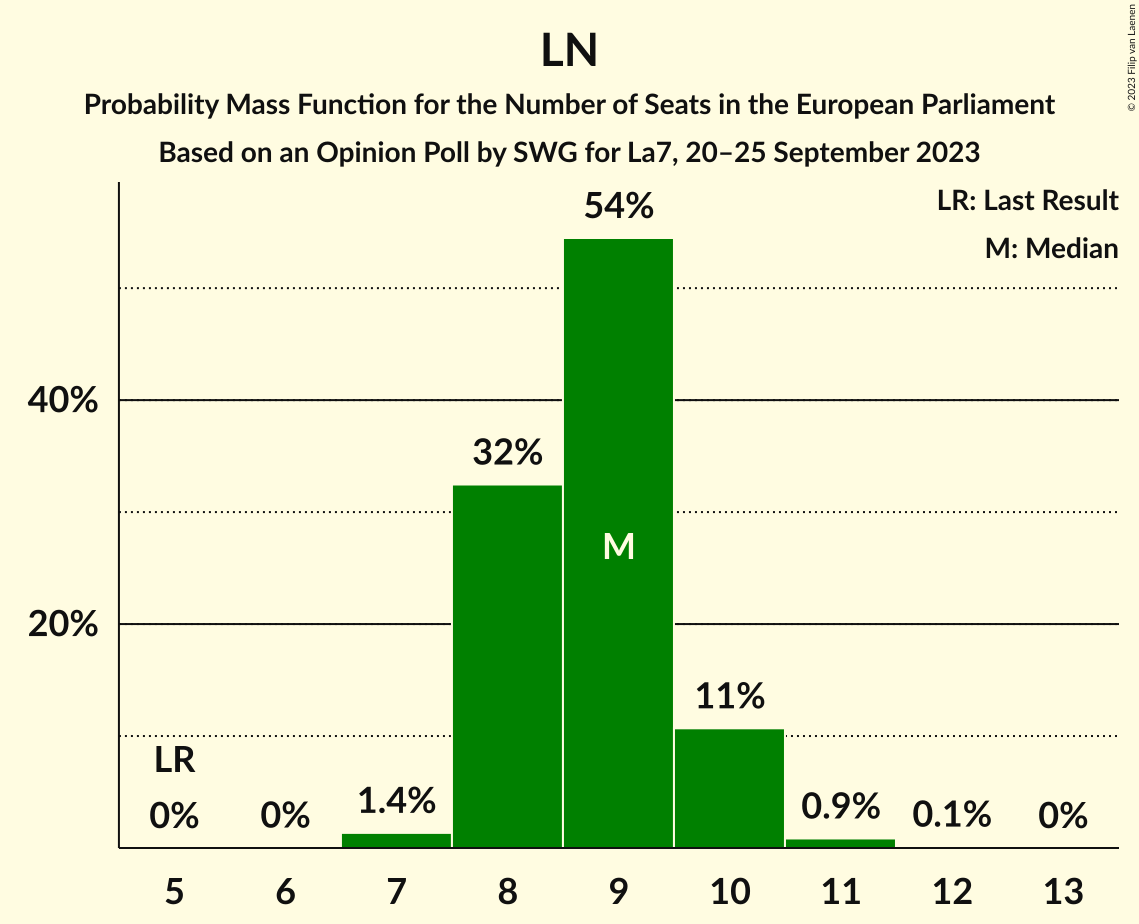 LN
Probability Mass Function for the Number of Seats in the European Parliament
Based on an Opinion Poll by SWG for La7, 20–25 September 2023
© 2023 Filip van Laenen
LR: Last Result
M: Median
54%
40%
32%
M
20%
11%
LR
0%
0%
1.4%
0.9%
0.1%
0%
5 6 7 8 9 10 11 12 13